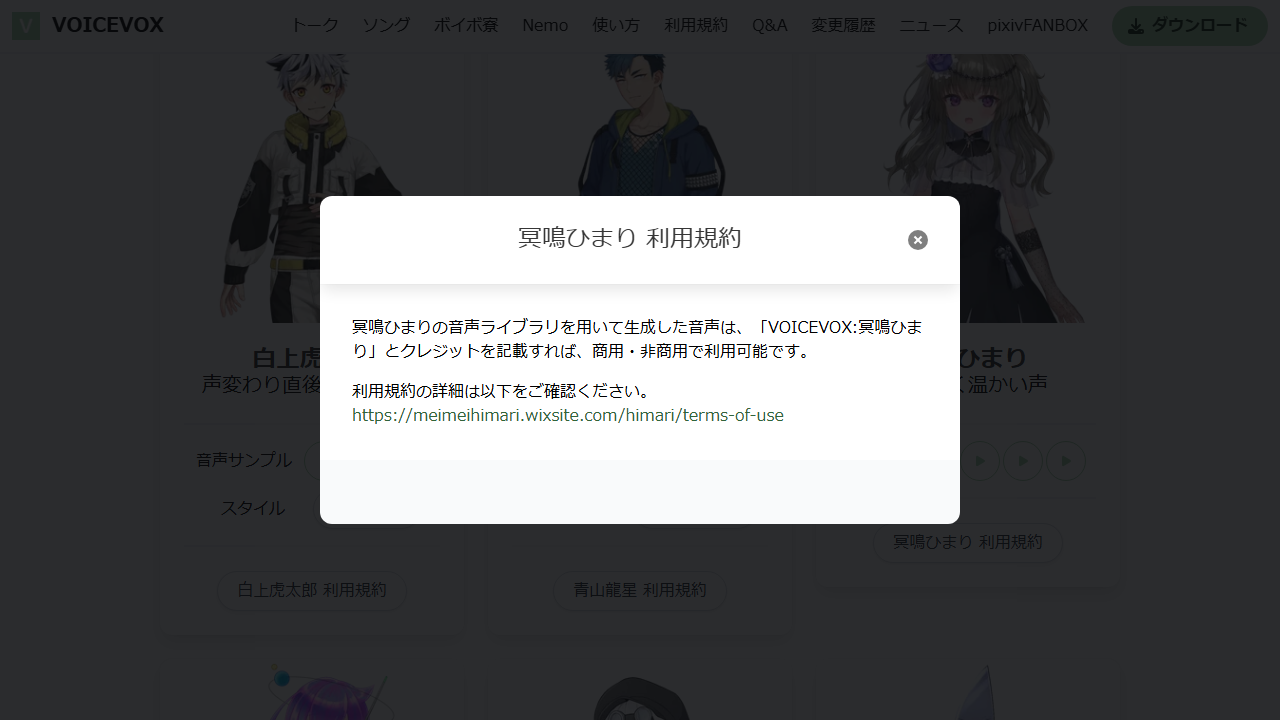 VOICEVOX
トーク ソング ボイボ寮 Nemo 使い方 利用規約 Q&A 変更履歴 ニュース pixivFANBOX ダウンロード
冥鳴ひまり 利用規約
冥鳴ひまりの音声ライブラリを用いて生成した音声は、「VOICEVOX:冥鳴ひま
り」とクレジットを記載すれば、商用・非商用で利用可能です。
利用規約の詳細は以下をご確認ください。
https://meimeihimari.wixsite.com/himari/terms-of-use
白上虎
声変わり直後
音声サンプル
スタイル
白上虎太郎 利用規約
青山龍星 利用規約
ひまり
温かい声
冥鳴ひまり 利用規約